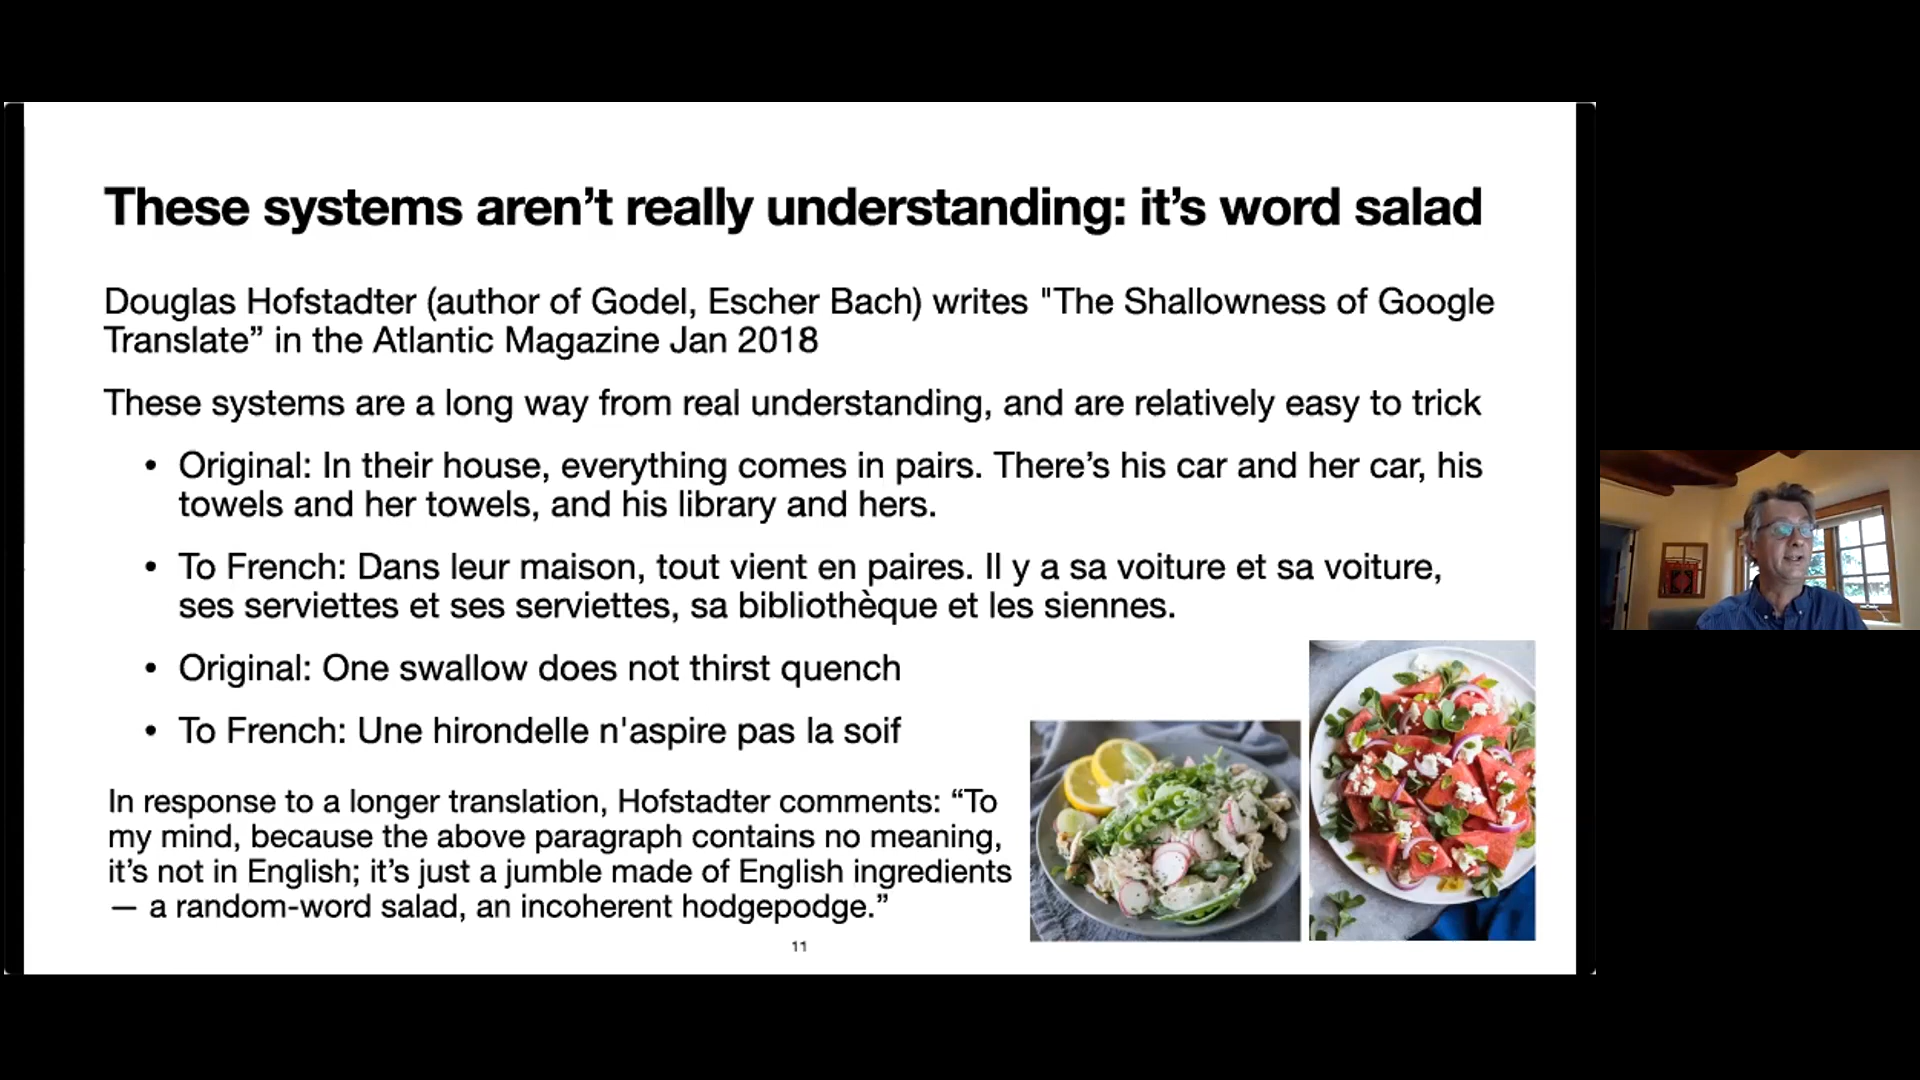 These systems aren’t really understanding: it’s word salad
Douglas Hofstadter (author of Godel, Escher Bach) writes "The Shallowness of Google
Translate” in the Atlantic Magazine Jan 2018
These systems are a long way from real understanding, and are relatively easy to trick
• Original: In their house, everything comes in pairs. There’s his car and her car, his
towels and her towels, and his library and hers.
• To French: Dans leur maison, tout vient en paires. Il y a sa voiture et sa voiture,
ses serviettes et ses serviettes, sa bibliothèque et les siennes.
• Original: One swallow does not thirst quench
• To French: Une hirondelle n'aspire pas la soif
In response to a longer translation, Hofstadter comments: “To
my mind, because the above paragraph contains no meaning,
it’s not in English; it’s just a jumble made of English ingredients
— a random-word salad, an incoherent hodgepodge.”
11